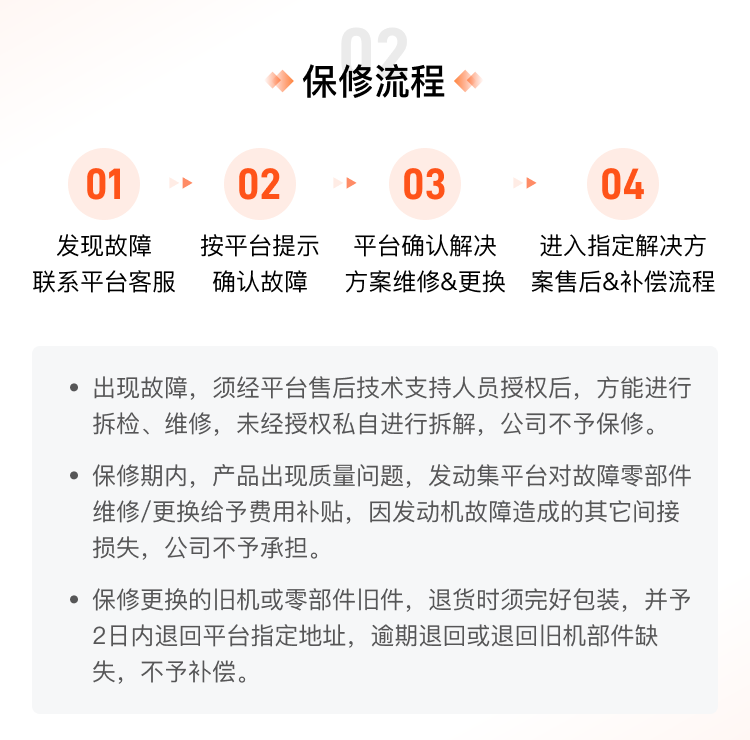 02
保修流程
01
02
03
04
发现故障
联系平台客服
按平台提示
确认故障
平台确认解决
方案维修&更换
进入指定解决方
案售后&补偿流程
• 出现故障，须经平台售后技术支持人员授权后，方能进行
拆检、维修，未经授权私自进行拆解，公司不予保修。
• 保修期内，产品出现质量问题，发动集平台对故障零部件
维修/更换给予费用补贴，因发动机故障造成的其它间接
损失，公司不予承担。
• 保修更换的旧机或零部件旧件，退货时须完好包装，并予
2日内退回平台指定地址，逾期退回或退回旧机部件缺
失，不予补偿。